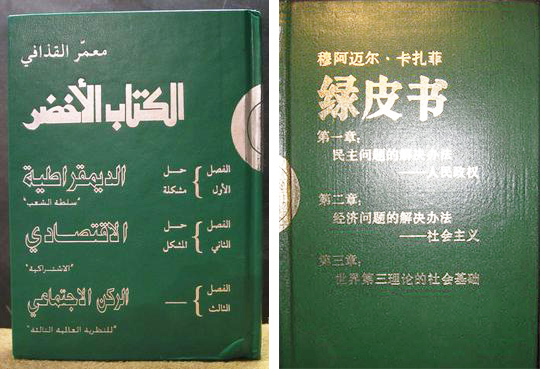 معمّر القذافي
الكتاب الأخضر
الفصل الأول } حل مشكلة
الديمقراطية
"سلطة الشعب"
الفصل الثاني } حل المشكل
الاقتصادي
"الاشتراكية"
الفصل الثالث } —
الركن الاجتماعي
"للنظرية العالمية الثالثة"
穆阿迈尔·卡扎菲
绿皮书
第一章：
民主问题的解决办法
——人民政权
第二章：
经济问题的解决办法
——社会主义
第三章：
世界第三理论的社会基础